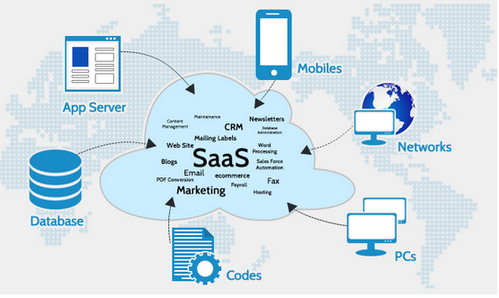 Mobiles
App Server
Maintainance
Content
Management
CRM
Newsletters
Database
Administration
Mailing Labels
Networks
Web Site
Word
Processing
SaaS
Blogs
Sales Force
Automation
Email
ecommerce
PDF Conversion
Payroll
Fax
Marketing
Hosting
Database
PCs
Codes